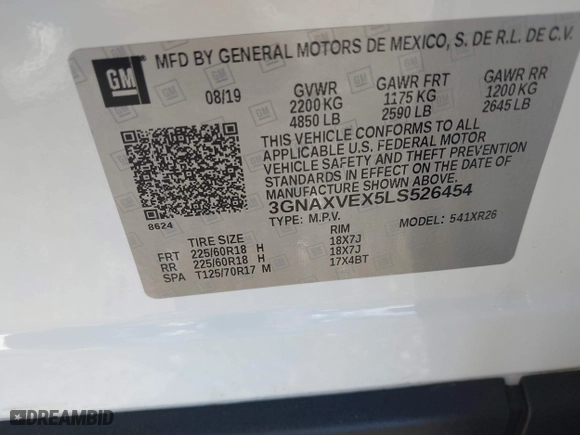 GM
MFD BY GENERAL MOTORS DE MEXICO, S. DE R.L. DE C.V.
08/19 GVWR GAWR FRT GAWR RR
2200 KG 1175 KG 1200 KG
4850 LB 2590 LB 2645 LB
THIS VEHICLE CONFORMS TO ALL
APPLICABLE U.S. FEDERAL MOTOR
VEHICLE SAFETY AND THEFT PREVENTION
STANDARDS IN EFFECT ON THE DATE OF
MANUFACTURE SHOWN ABOVE.
3GNAXVEX5LS526454
8624
TYPE: M.P.V. MODEL: 541XR26
TIRE SIZE RIM
FRT 225/60R18 H 18X7J
RR 225/60R18 H 18X7J
SPA T125/70R17 M 17X4BT
DREAMBID